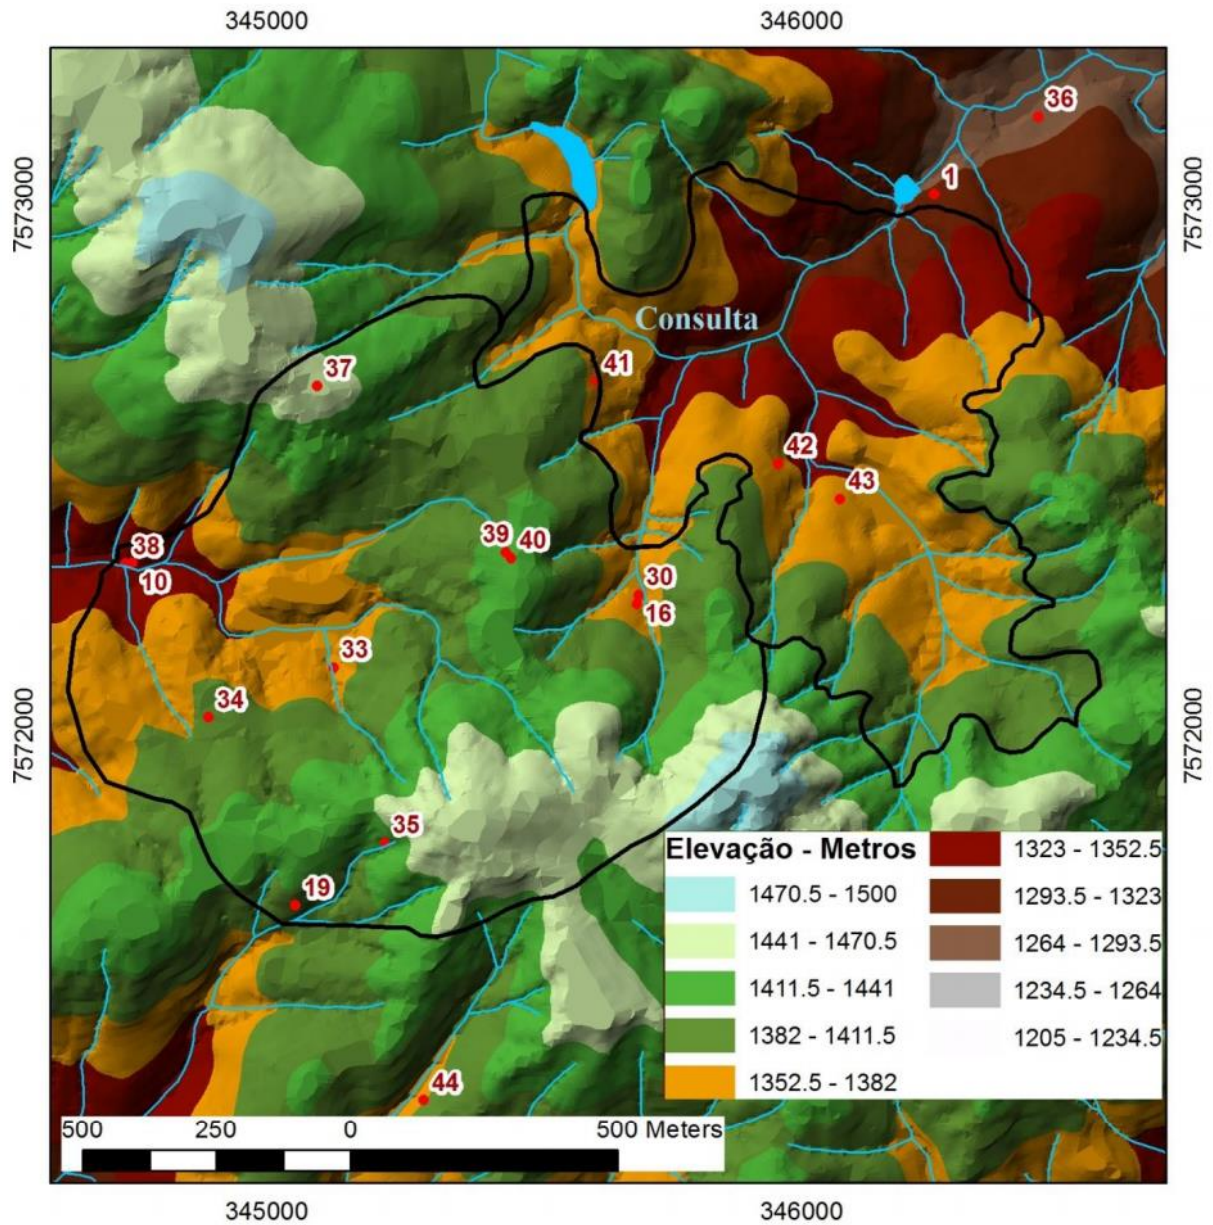 345000 346000
7573000
7573000
36
1
Consulta
37
41
42
43
39
40
38
10
30
16
33
34
7572000
7572000
35
19
44
Elevação - Metros
1470.5 - 1500
1441 - 1470.5
1411.5 - 1441
1382 - 1411.5
1352.5 - 1382
1323 - 1352.5
1293.5 - 1323
1264 - 1293.5
1234.5 - 1264
1205 - 1234.5
500 250 0 500 Meters
345000 346000